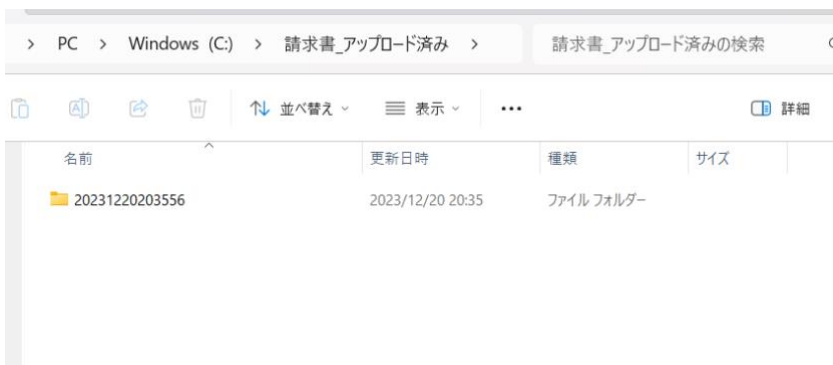 > PC > Windows (C:) > 請求書_アップロード済み > 請求書_アップロード済みの検索
並べ替え 表示 ... 詳細
名前 更新日時 種類 サイズ
20231220203556 2023/12/20 20:35 ファイル フォルダー